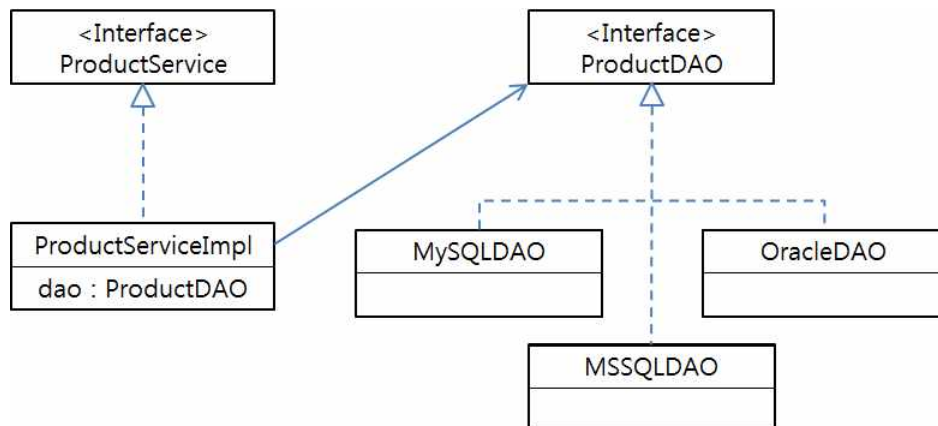 <Interface>
ProductService
<Interface>
ProductDAO
ProductServiceImpl
dao : ProductDAO
MySQLDAO
OracleDAO
MSSQLDAO